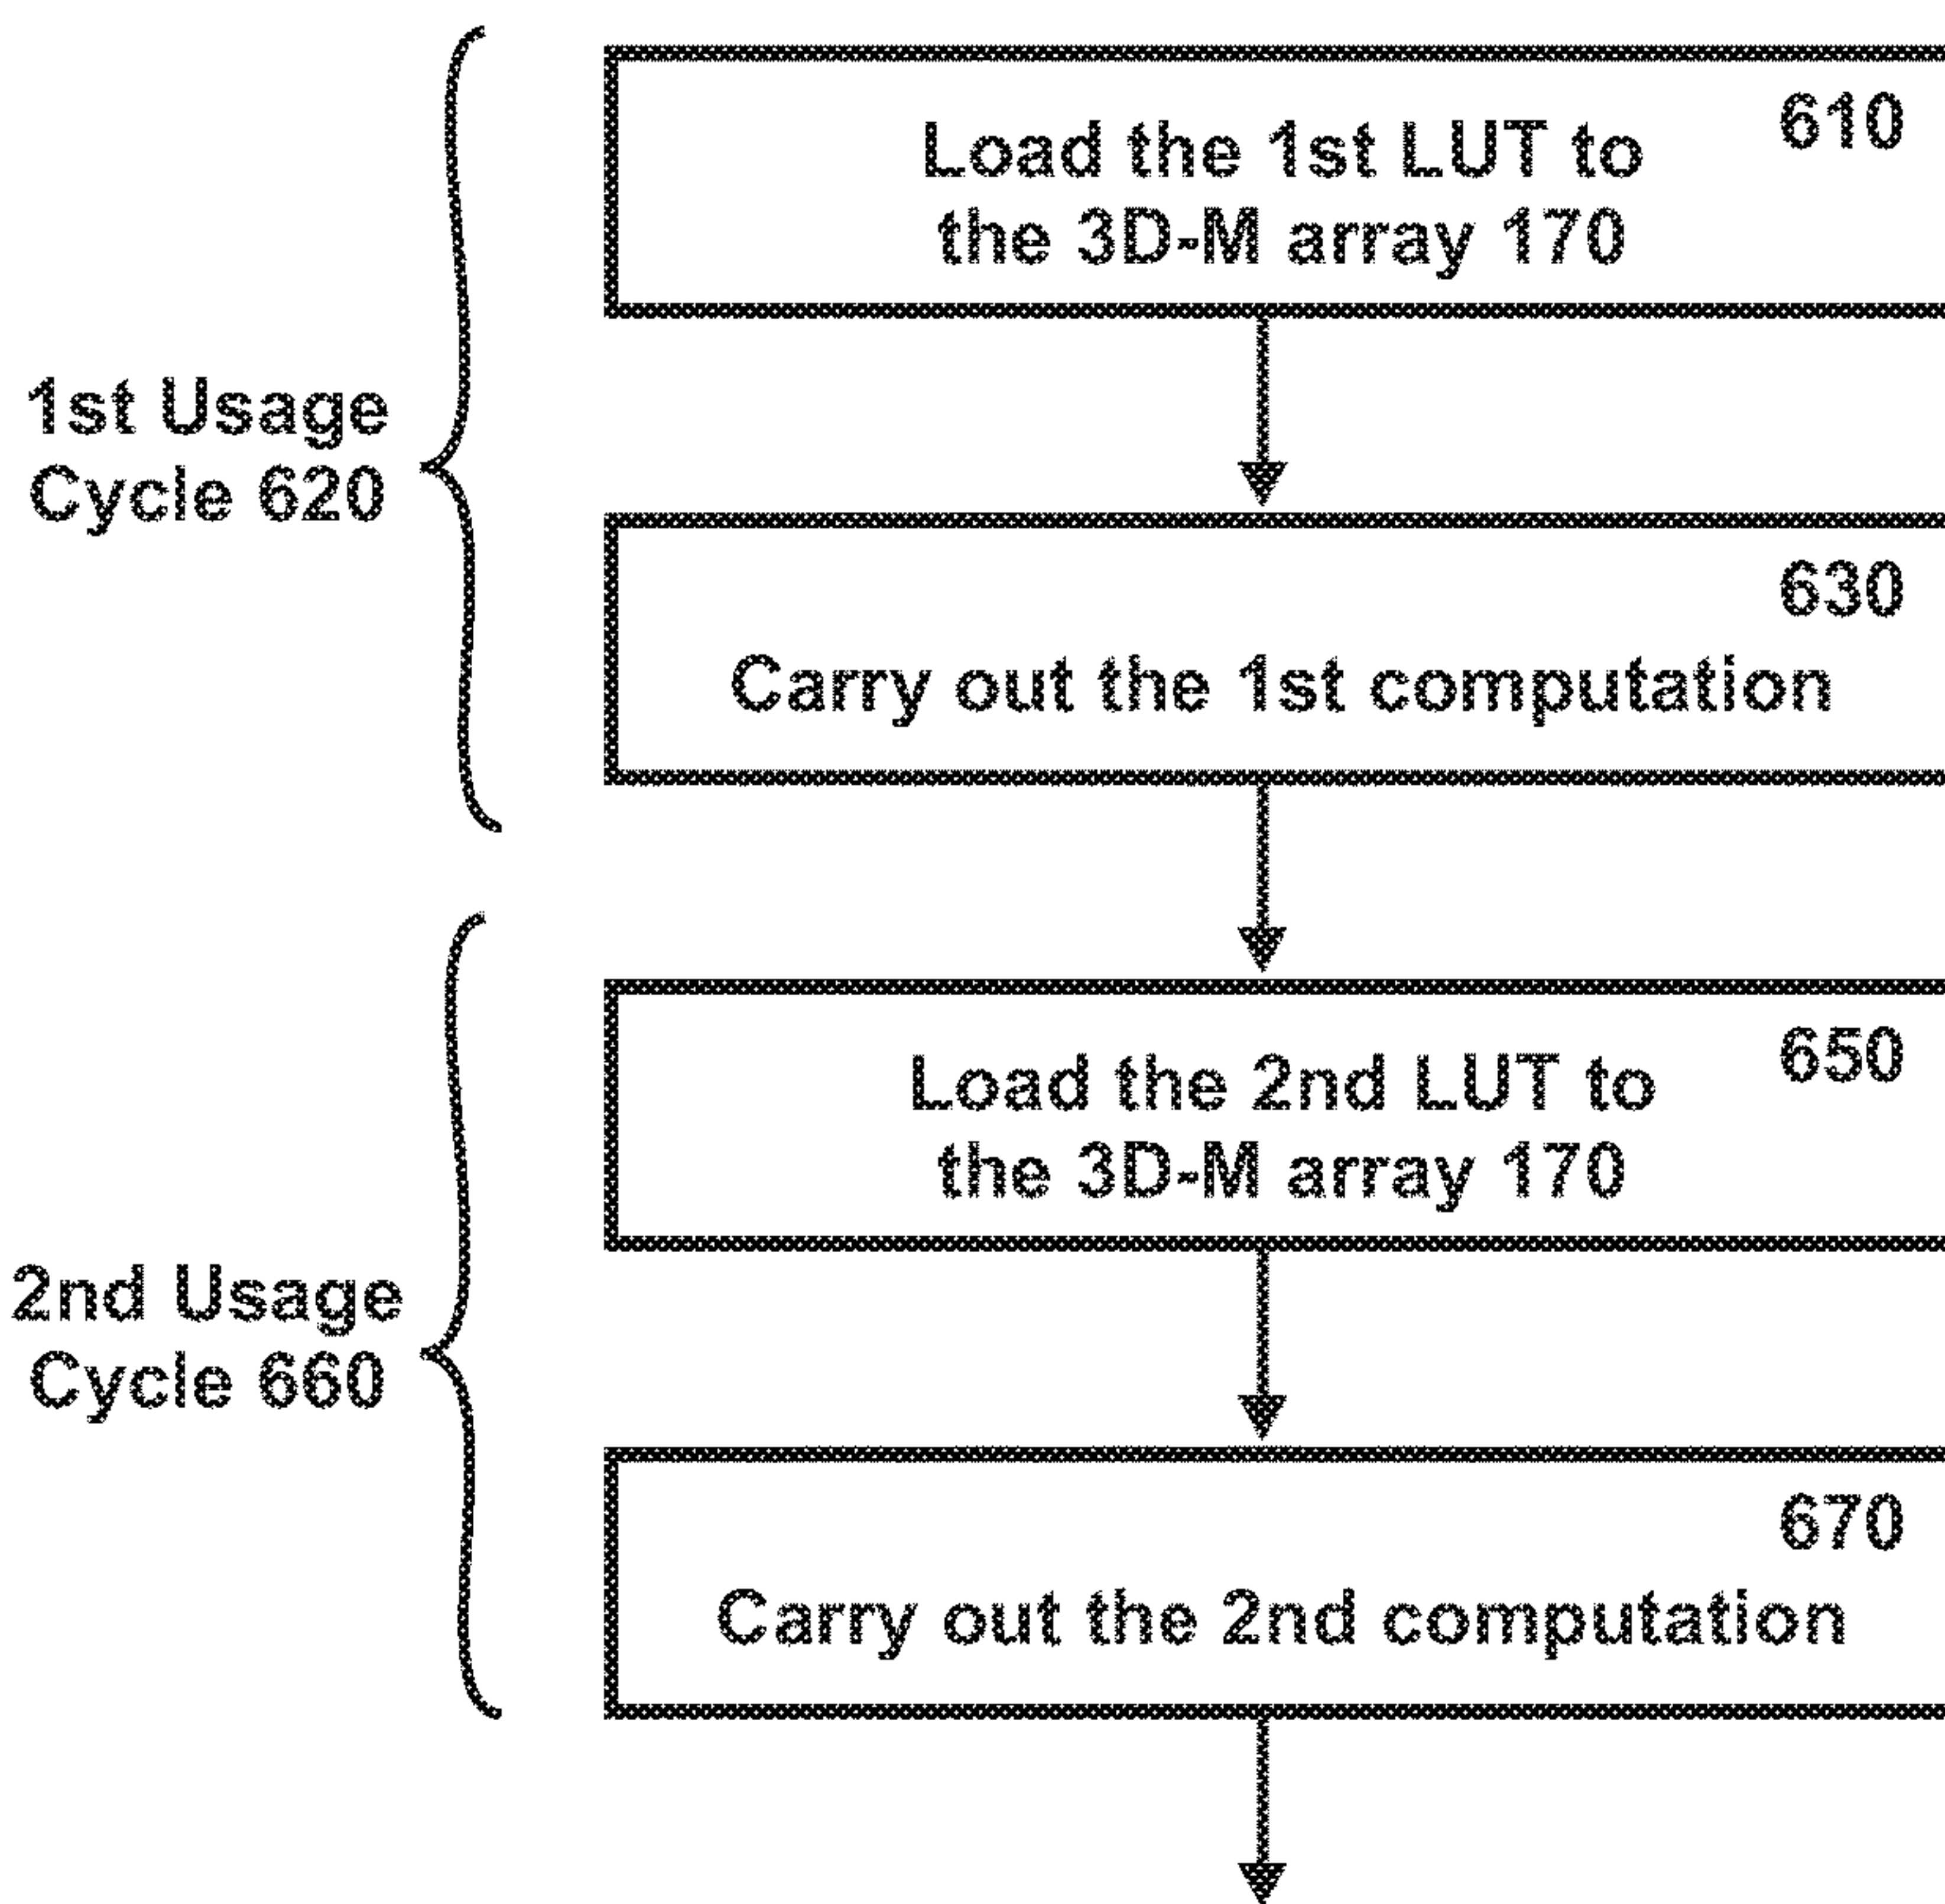 610
Load the 1st LUT to
the 3D-M array 170
1st Usage
Cycle 620
630
Carry out the 1st computation
650
Load the 2nd LUT to
the 3D-M array 170
2nd Usage
Cycle 660
670
Carry out the 2nd computation